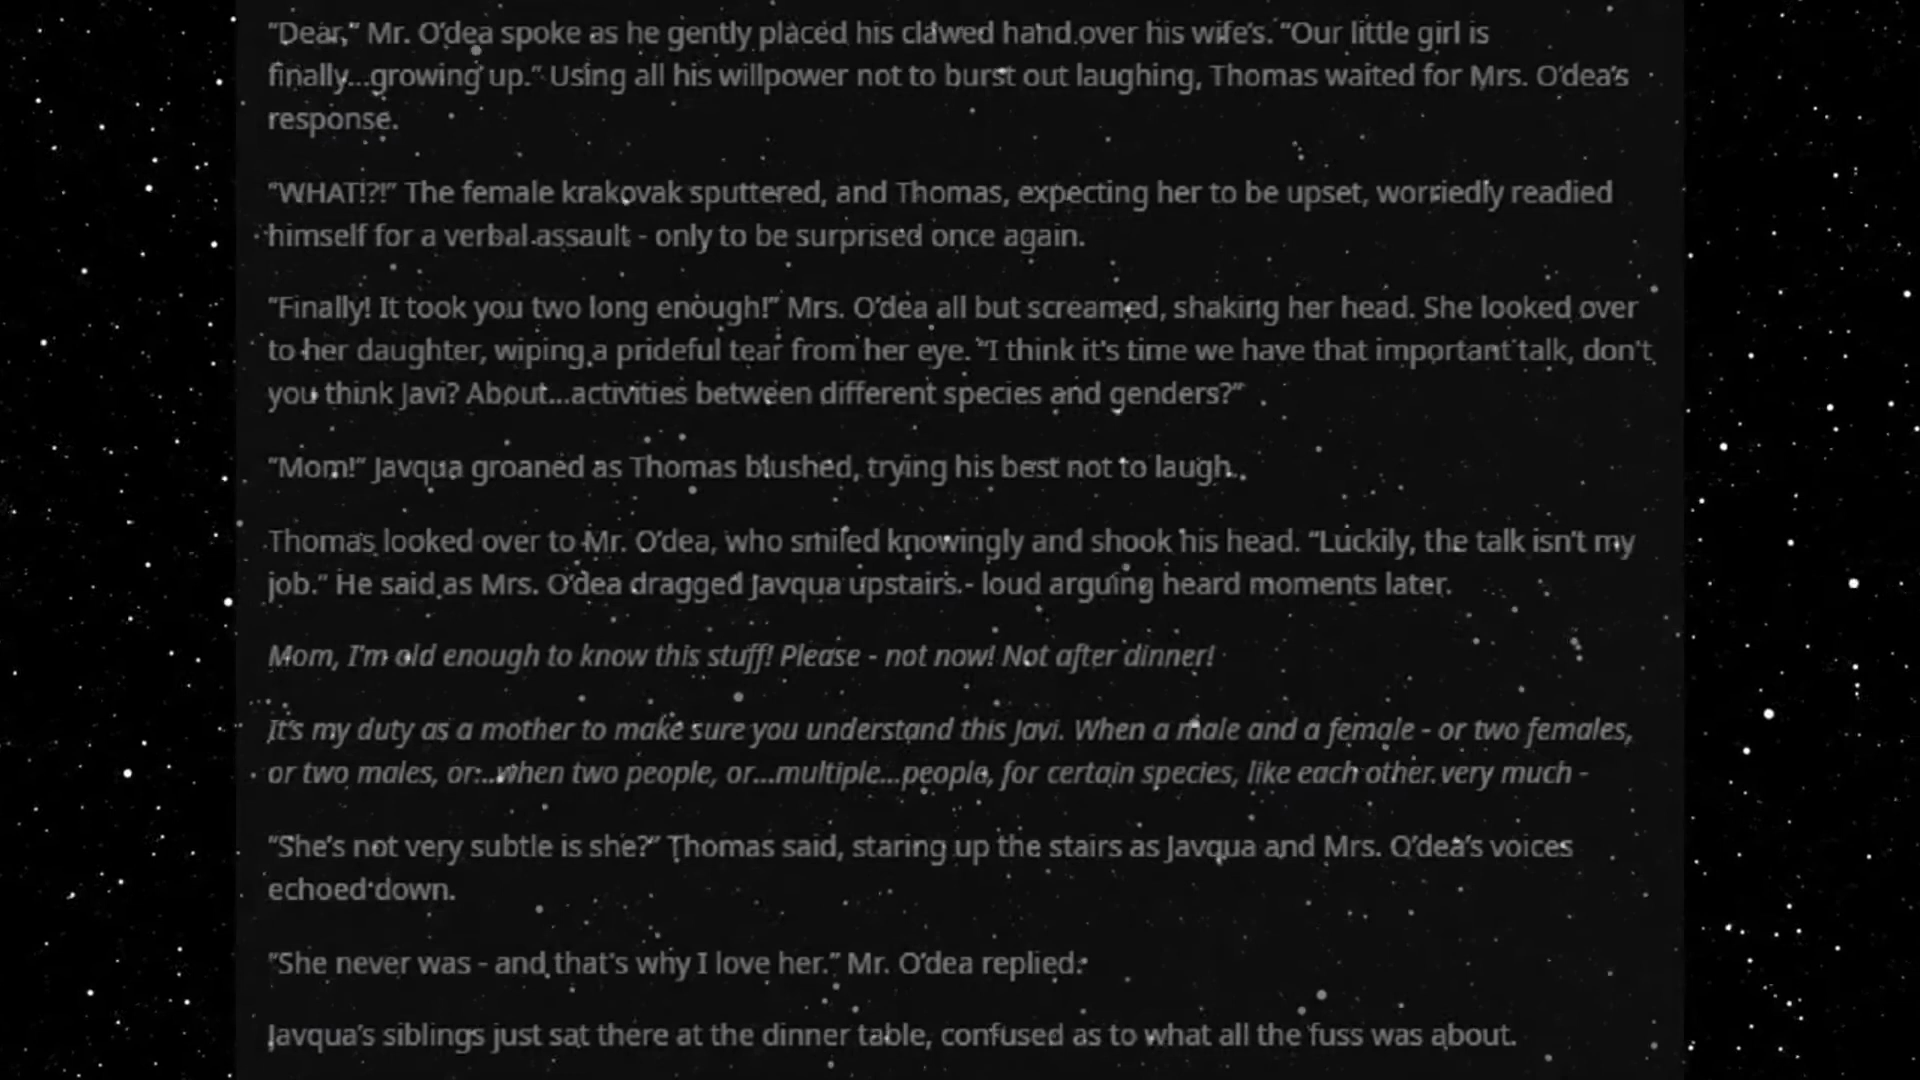 “Dear,” Mr. O’dea spoke as he gently placed his clawed hand over his wife’s. “Our little girl is
finally...growing up.” Using all his willpower not to burst out laughing, Thomas waited for Mrs. O’dea’s
response.
“WHAT!?!” The female krakovak sputtered, and Thomas, expecting her to be upset, worriedly readied
himself for a verbal assault - only to be surprised once again.
“Finally! It took you two long enough!” Mrs. O’dea all but screamed, shaking her head. She looked over
to her daughter, wiping a prideful tear from her eye. “I think it's time we have that important talk, don't
you think Javi? About...activities between different species and genders?”
“Mom!” Javqua groaned as Thomas blushed, trying his best not to laugh.
Thomas looked over to Mr. O’dea, who smiled knowingly and shook his head. “Luckily, the talk isn’t my
job.” He said as Mrs. O’dea dragged Javqua upstairs - loud arguing heard moments later.
Mom, I’m old enough to know this stuff! Please - not now! Not after dinner!
It’s my duty as a mother to make sure you understand this Javi. When a male and a female - or two females,
or two males, or...when two people, or...multiple...people, for certain species, like each other very much -
“She’s not very subtle is she?” Thomas said, staring up the stairs as Javqua and Mrs. O’dea’s voices
echoed down.
“She never was - and that's why I love her.” Mr. O’dea replied.
Javqua’s siblings just sat there at the dinner table, confused as to what all the fuss was about.